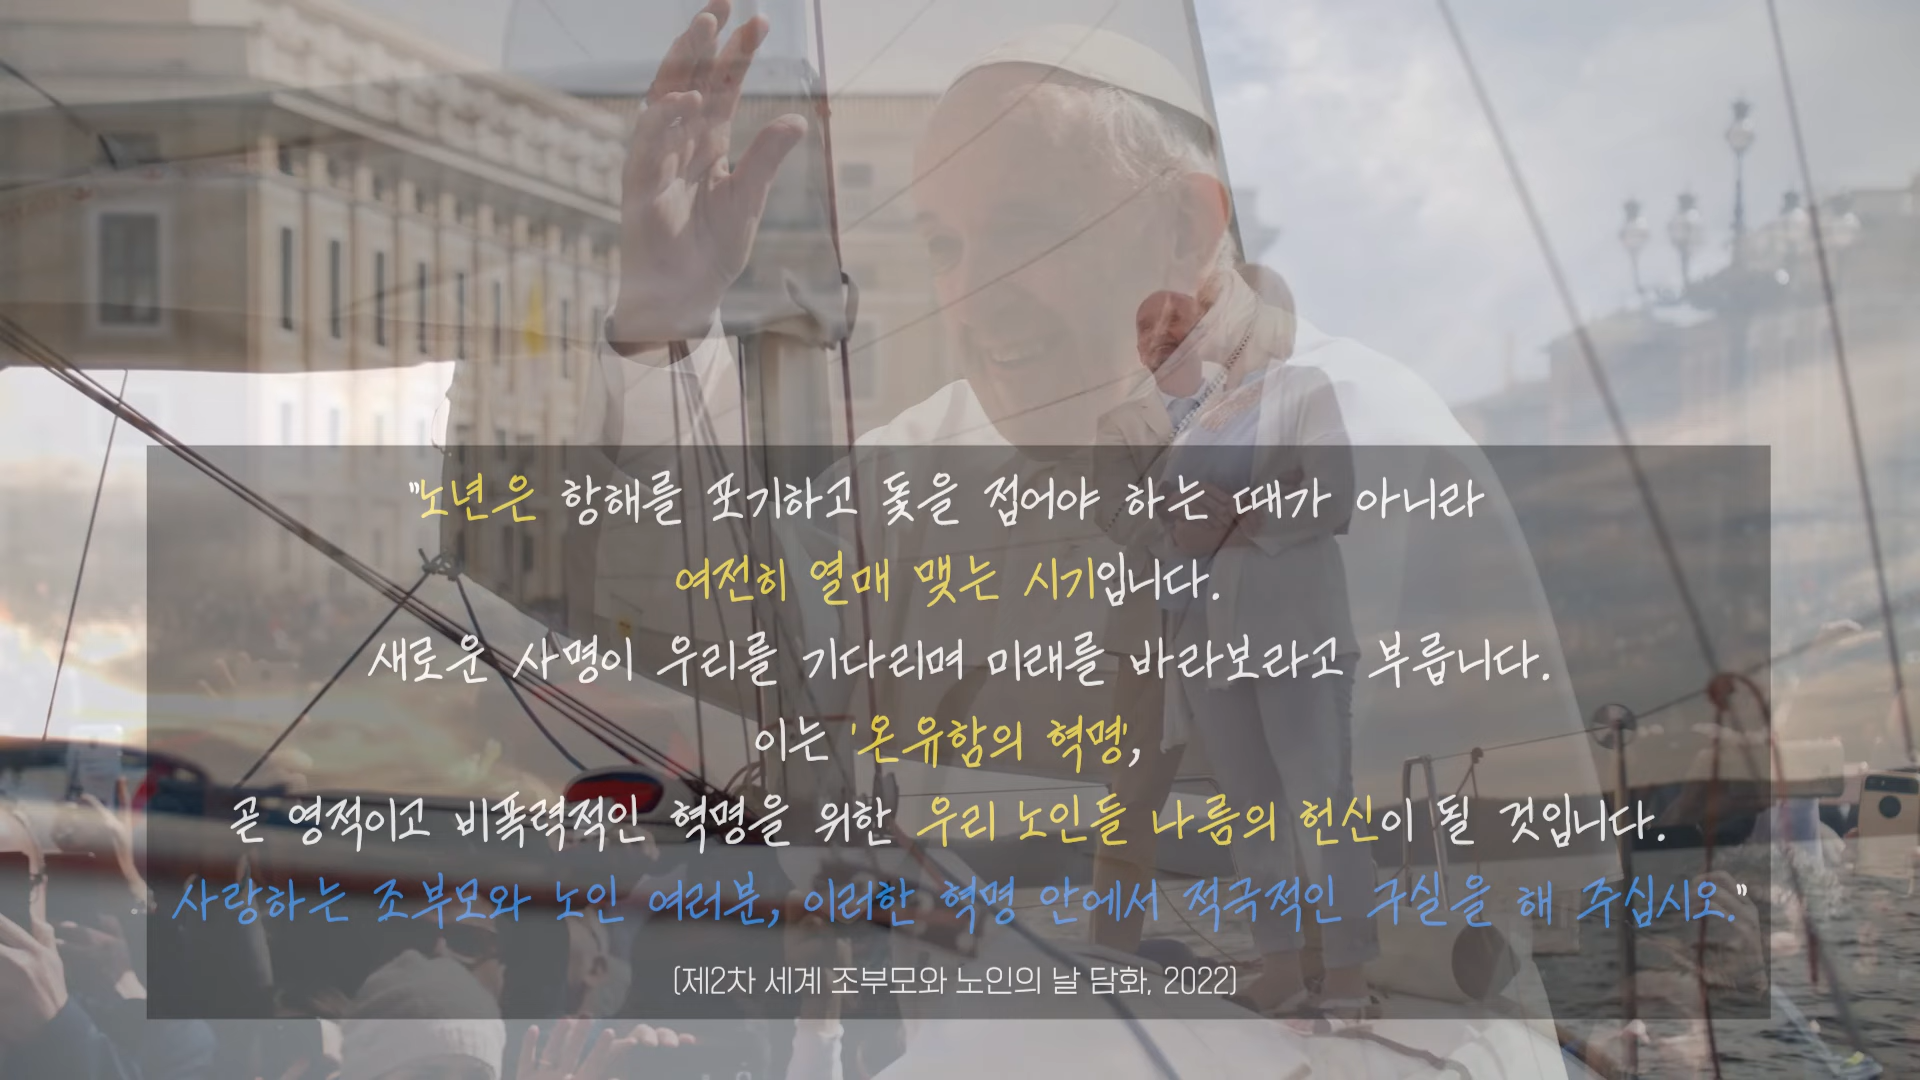 "노년은 항해를 포기하고 돛을 접어야 하는 때가 아니라
여전히 열매 맺는 시기입니다.
새로운 사명이 우리를 기다리며 미래를 바라보라고 부릅니다.
이는 '온유함의 혁명',
곧 영적이고 비폭력적인 혁명을 위한 우리 노인들 나름의 헌신이 될 것입니다.
사랑하는 조부모와 노인 여러분, 이러한 혁명 안에서 적극적인 구실을 해 주십시오."
(제2차 세계 조부모와 노인의 날 담화, 2022)